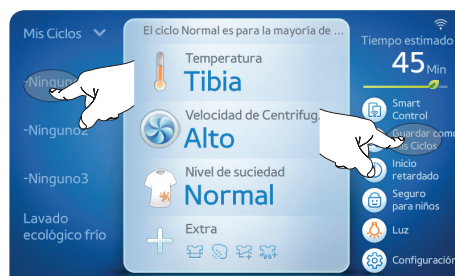 Mis Ciclos
-Ninguno2
-Ninguno3
Lavado
ecológico frío
El ciclo Normal es para la mayoría de ...
Temperatura
Tibia
Velocidad de Centrifug.
Alto
Nivel de suciedad
Normal
Extra
Tiempo estimado
45 Min
Smart
Control
Guardar como
Mis Ciclos
Inicio
retardado
Seguro
para niños
Luz
Configuración